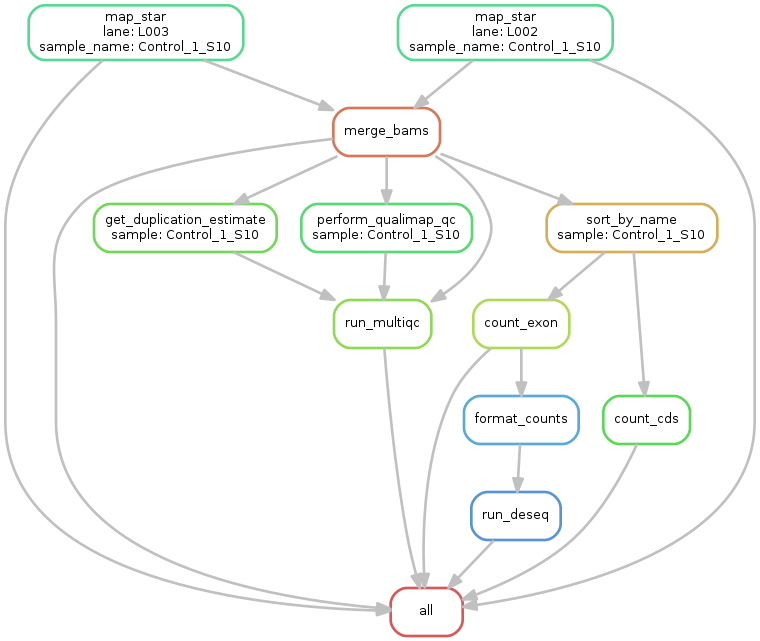 map_star
lane: L003
sample_name: Control_1_S10
map_star
lane: L002
sample_name: Control_1_S10
merge_bams
get_duplication_estimate
sample: Control_1_S10
perform_qualimap_qc
sample: Control_1_S10
sort_by_name
sample: Control_1_S10
run_multiqc
count_exon
format_counts
count_cds
run_deseq
all